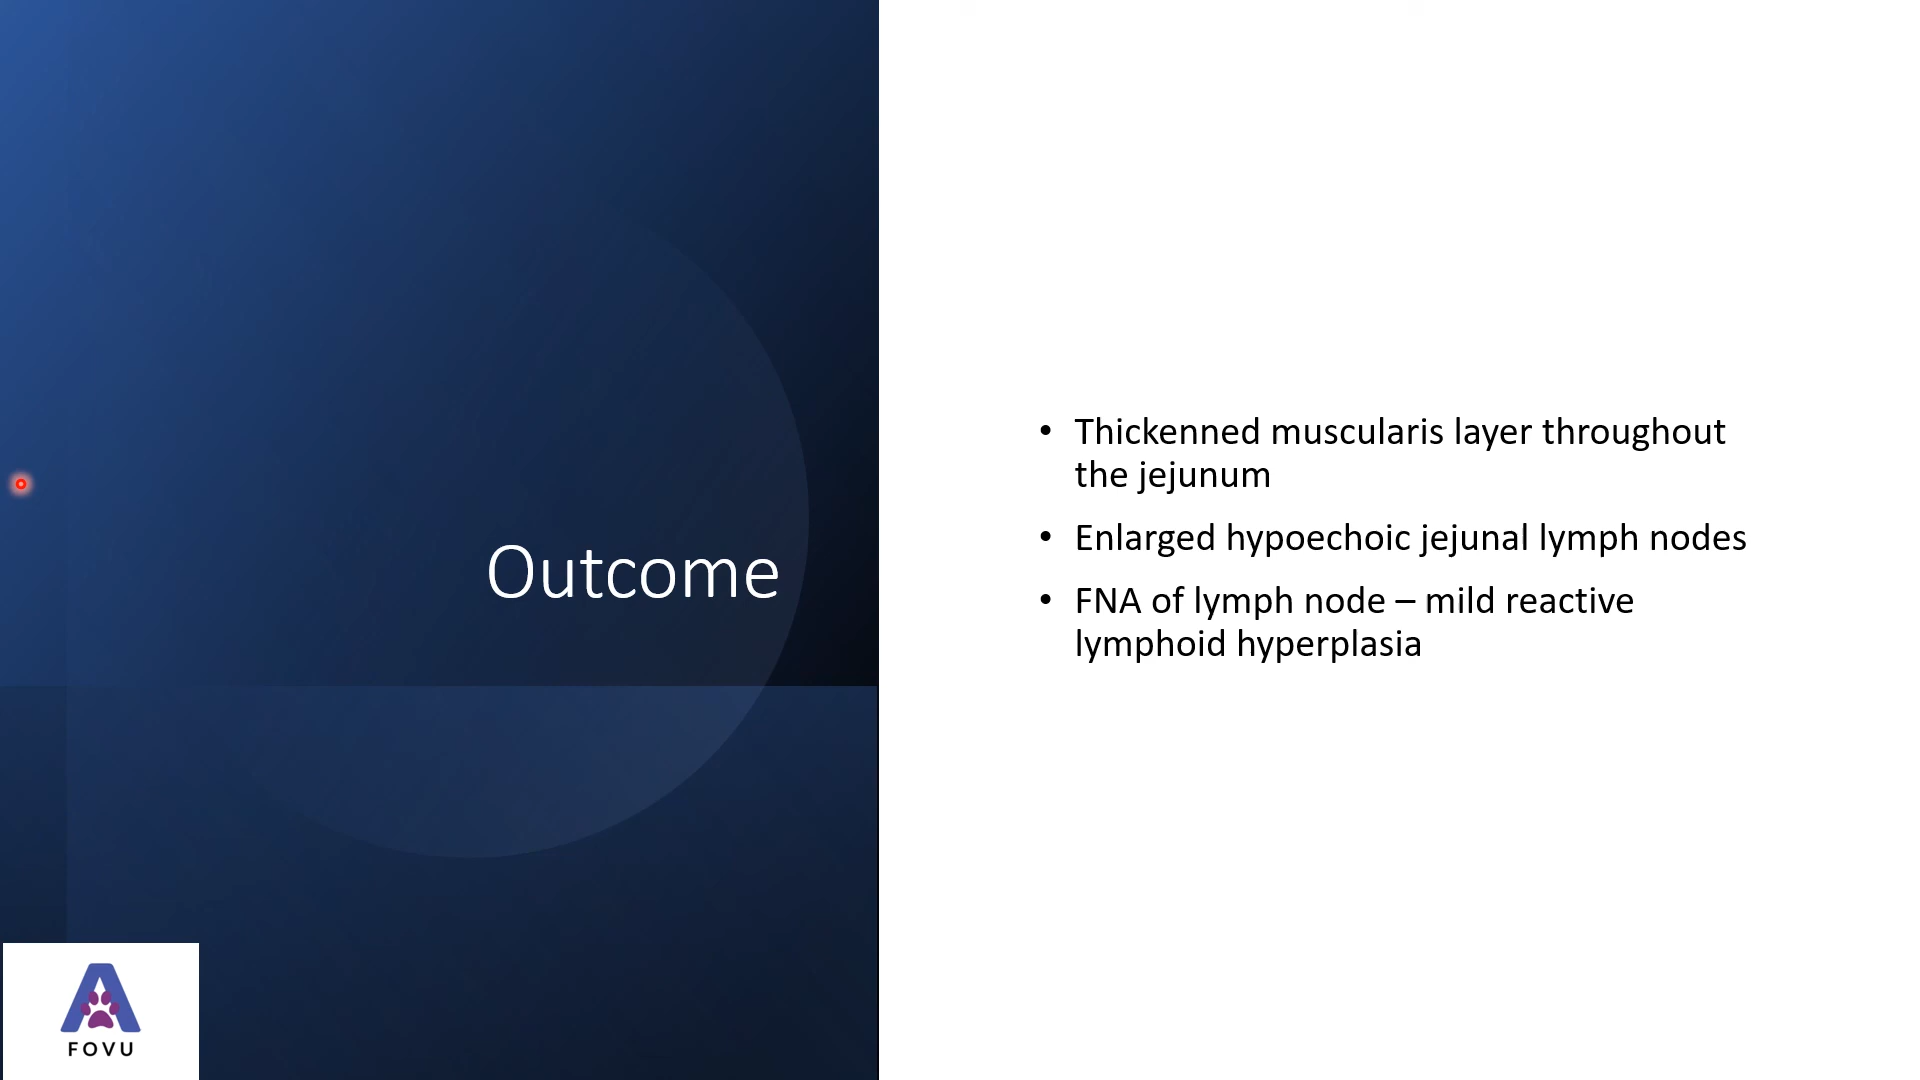 Outcome
• Thickenned muscularis layer throughout
the jejunum
• Enlarged hypoechoic jejunal lymph nodes
• FNA of lymph node – mild reactive
lymphoid hyperplasia
A
FOVU